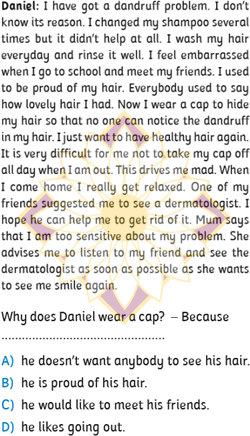 Daniel: I have got a dandruff problem. I don't
know its reason. I changed my shampoo several
times but it didn't help at all. I wash my hair
everyday and rinse it well. I feel embarrassed
when I go to school and meet my friends. I used
to be proud of my hair. Everybody used to say
how lovely hair I had. Now I wear a cap to hide
my hair so that no one can notice the dandruff
in my hair. I just want to have healthy hair again.
It is very difficult for me not to take my cap off
all day when I am out. This drives me mad. When
I come home I really get relaxed. One of my
friends suggested me to see a dermatologist. I
hope he can help me to get rid of it. Mum says
that I am too sensitive about my problem. She
advises me to listen to my friend and see the
dermatologist as soon as possible as she wants
to see me smile again.
Why does Daniel wear a cap? – Because
................................................
A) he doesn't want anybody to see his hair.
B) he is proud of his hair.
C) he would like to meet his friends.
D) he likes going out.